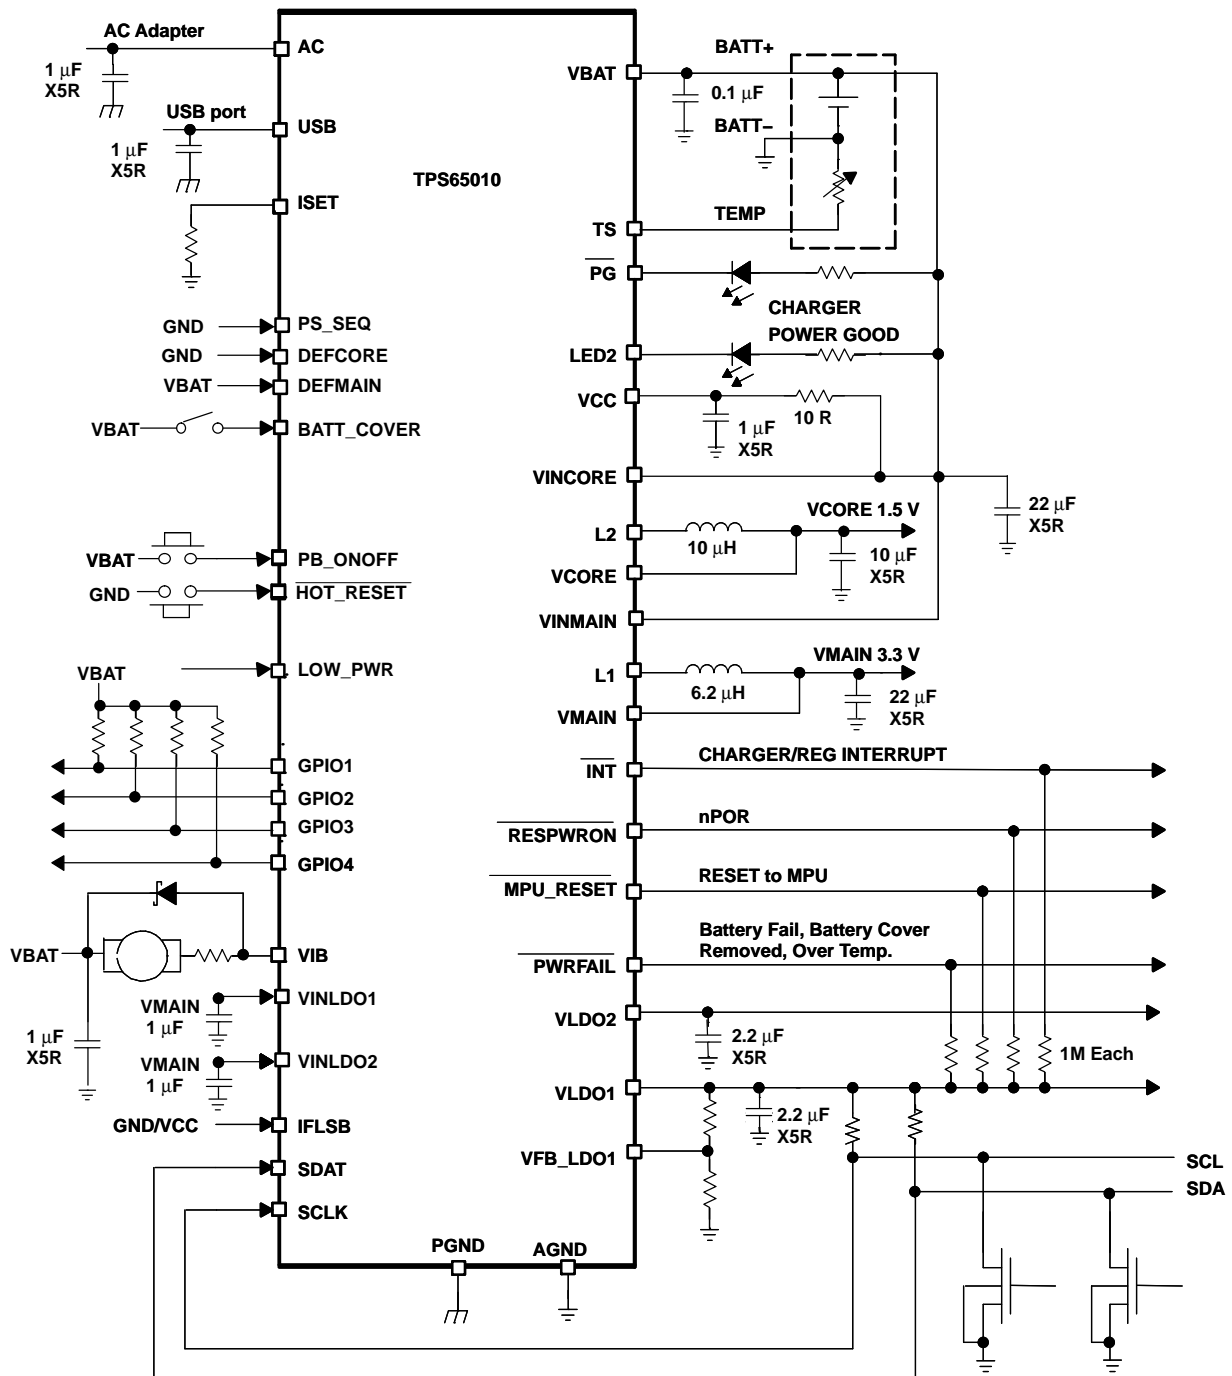 AC Adapter
AC
1 μF
X5R
USB port
USB
1 μF
X5R
ISET
TPS65010
PS_SEQ
GND
DEFCORE
GND
DEFMAIN
VBAT
BATT_COVER
VBAT
PB_ONOFF
VBAT
HOT_RESET
GND
LOW_PWR
VBAT
GPIO1
GPIO2
GPIO3
GPIO4
VIB
VBAT
1 μF
X5R
VINLDO1
VMAIN
1 μF
VINLDO2
VMAIN
1 μF
IFLSB
GND/VCC
SDAT
SCLK
PGND
AGND
VBAT
BATT+
0.1 μF
BATT−
TEMP
TS
PG
CHARGER
POWER GOOD
LED2
VCC
1 μF
X5R
10 R
VINCORE
22 μF
X5R
VCORE 1.5 V
L2
10 μH
10 μF
X5R
VCORE
VINMAIN
VMAIN 3.3 V
L1
6.2 μH
22 μF
X5R
VMAIN
CHARGER/REG INTERRUPT
INT
nPOR
RESPWRON
RESET to MPU
MPU_RESET
Battery Fail, Battery Cover
Removed, Over Temp.
PWRFAIL
VLDO2
2.2 μF
X5R
1M Each
VLDO1
2.2 μF
X5R
VFB_LDO1
SCL
SDA